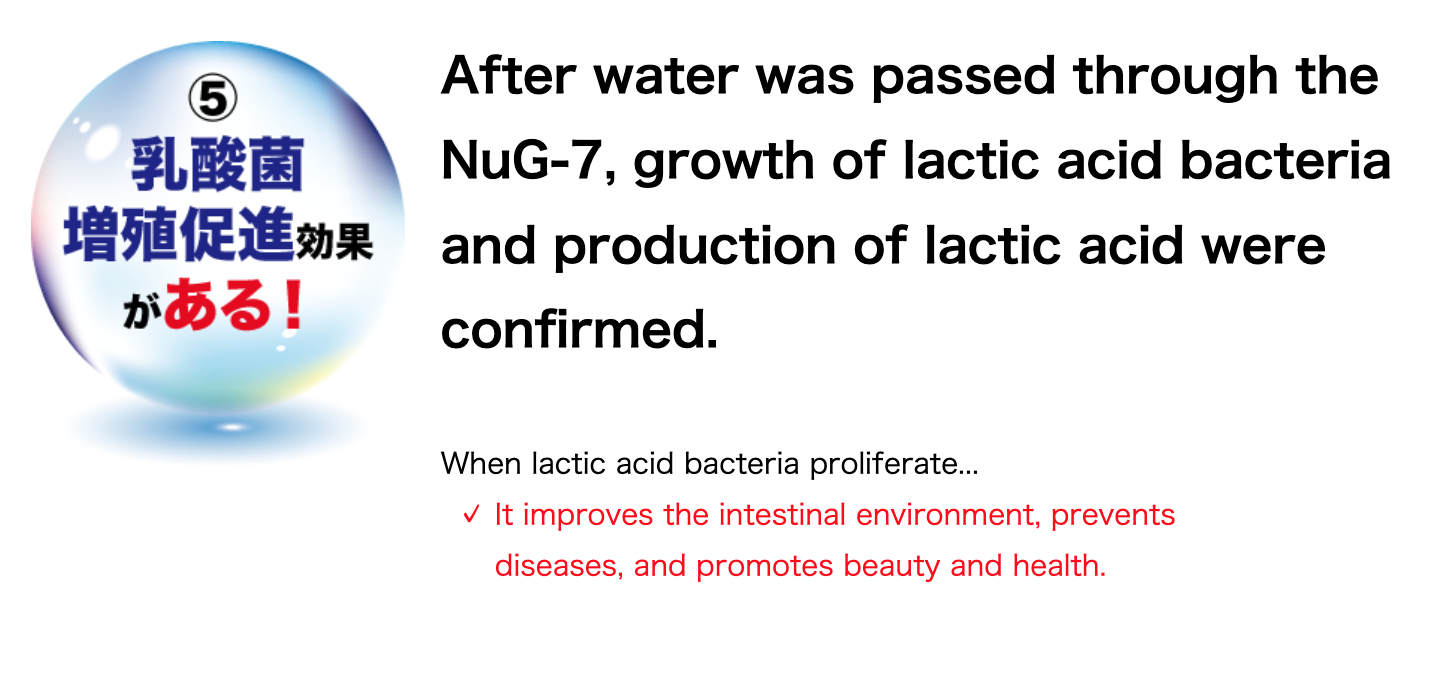 ⑤
乳酸菌
増殖促進効果
がある!
After water was passed through the
NuG-7, growth of lactic acid bacteria
and production of lactic acid were
confirmed.
When lactic acid bacteria proliferate...
✓ It improves the intestinal environment, prevents
diseases, and promotes beauty and health.